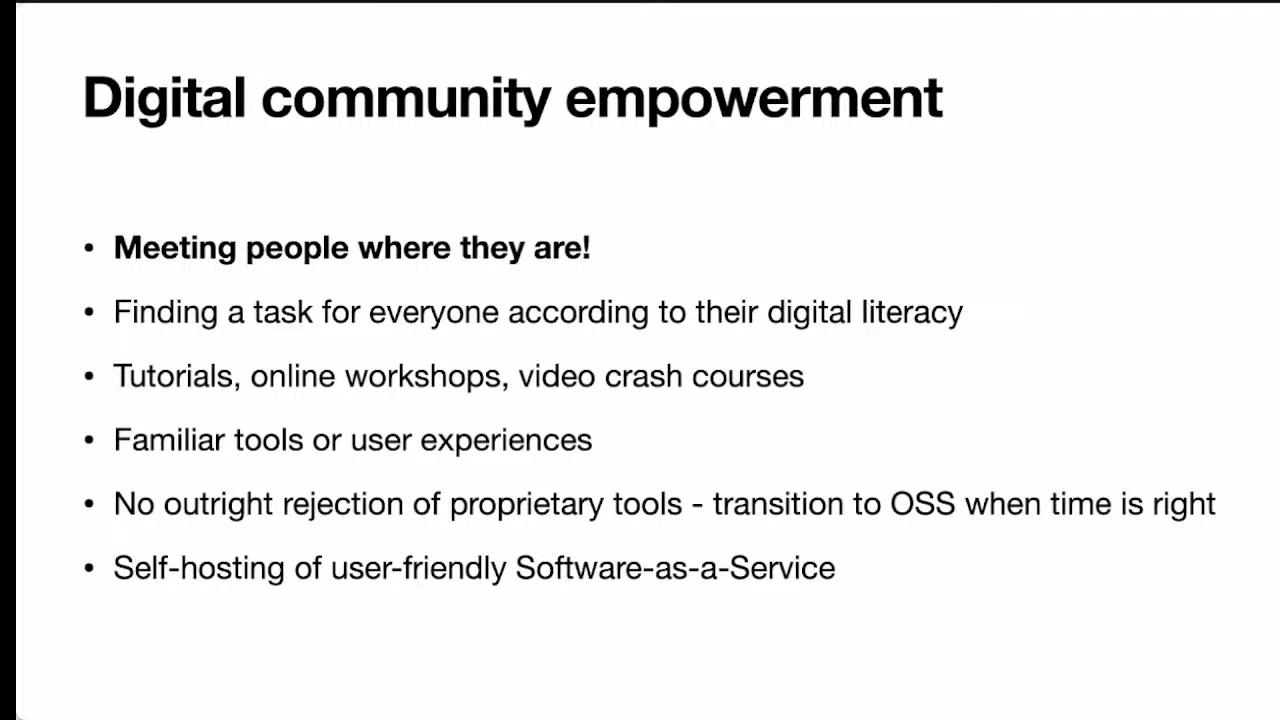 Digital community empowerment
• Meeting people where they are!
• Finding a task for everyone according to their digital literacy
• Tutorials, online workshops, video crash courses
• Familiar tools or user experiences
• No outright rejection of proprietary tools - transition to OSS when time is right
• Self-hosting of user-friendly Software-as-a-Service